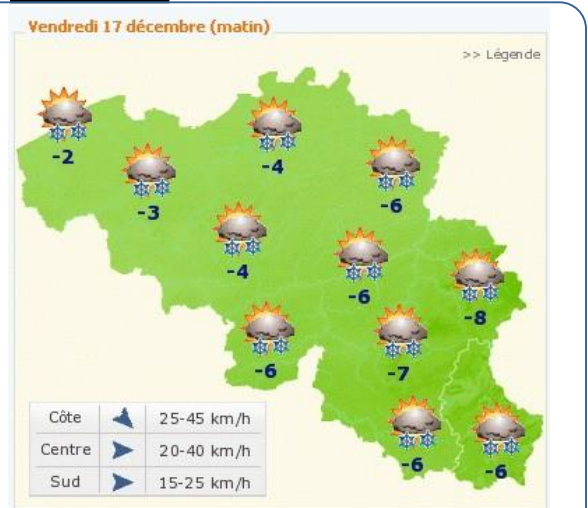 Vendredi 17 décembre (matin)
>> Légende
-2
-3
-4
-6
-4
-6
-8
-6
-7
-6
-6
Côte 25-45 km/h
Centre 20-40 km/h
Sud 15-25 km/h